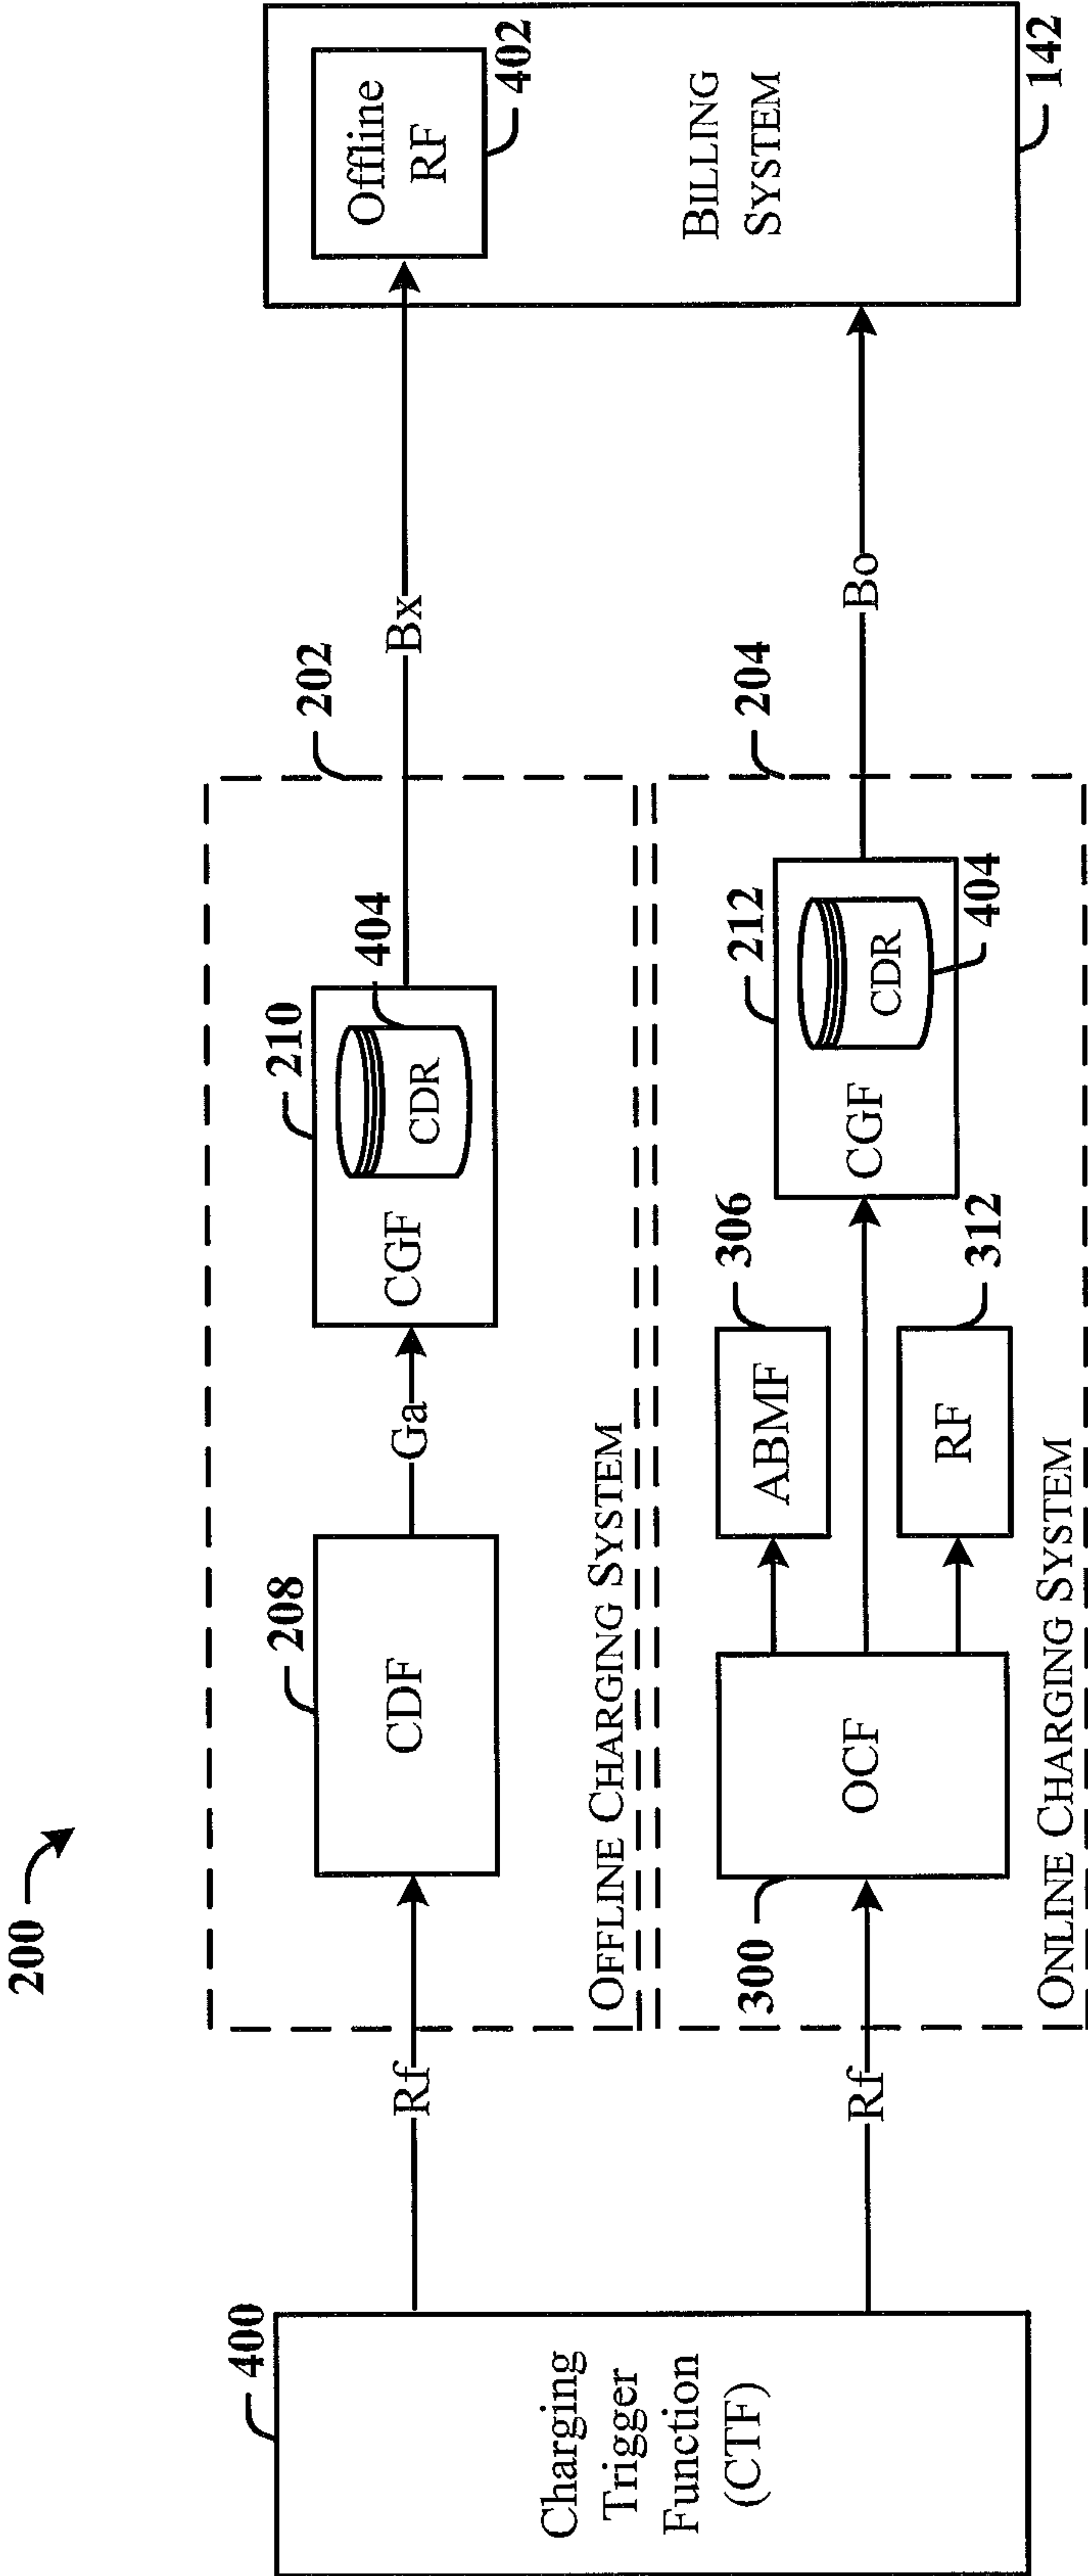 200
400
Charging
Trigger
Function
(CTF)
Rf
Rf
202
208
CDF
Ga
210
CGF
CDR
404
OFFLINE CHARGING SYSTEM
204
300
OCF
306
ABMF
312
RF
212
CGF
CDR
404
ONLINE CHARGING SYSTEM
Bx
Bo
Offline
RF
402
BILLING
SYSTEM
142